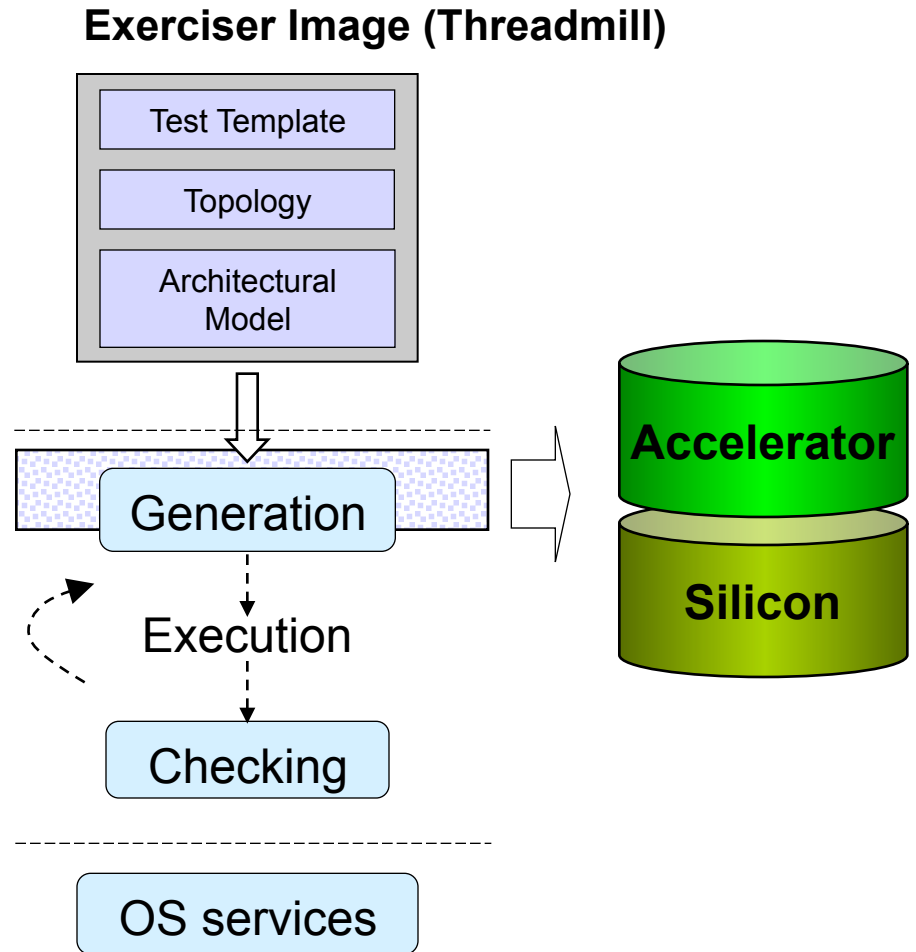 Exerciser Image (Threadmill)
Test Template
Topology
Architectural
Model
Generation
Execution
Checking
OS services
Accelerator
Silicon